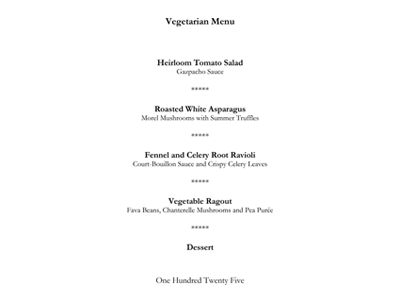 Vegetarian Menu
Heirloom Tomato Salad
Gazpacho Sauce
*****
Roasted White Asparagus
Morel Mushrooms with Summer Truffles
*****
Fennel and Celery Root Ravioli
Court-Bouillon Sauce and Crispy Celery Leaves
*****
Vegetable Ragout
Fava Beans, Chanterelle Mushrooms and Pea Purée
*****
Dessert
One Hundred Twenty Five